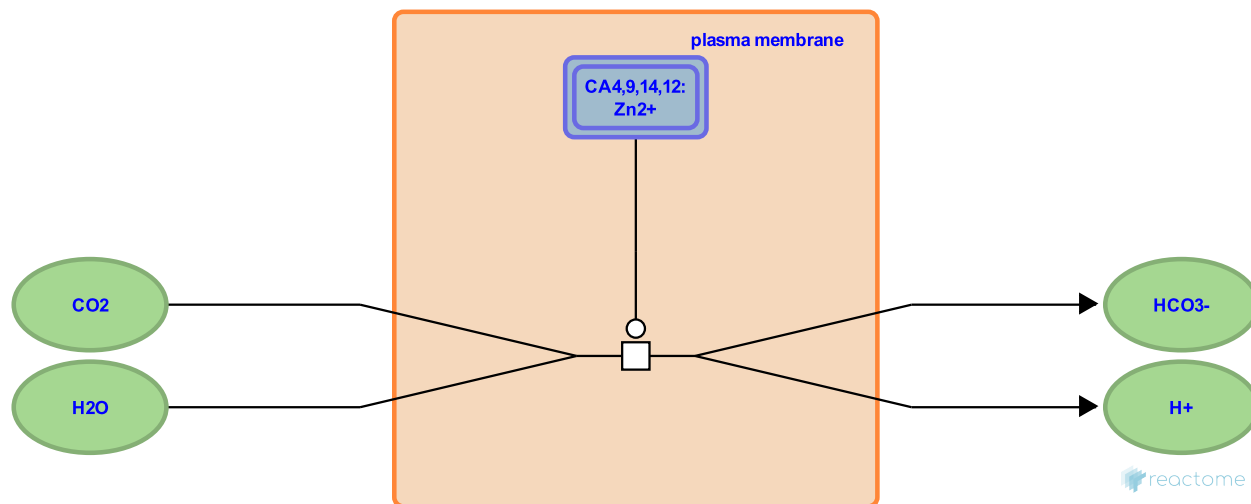 plasma membrane
CA4,9,14,12:
Zn2+
CO2
HCO3-
H2O
H+
reactome